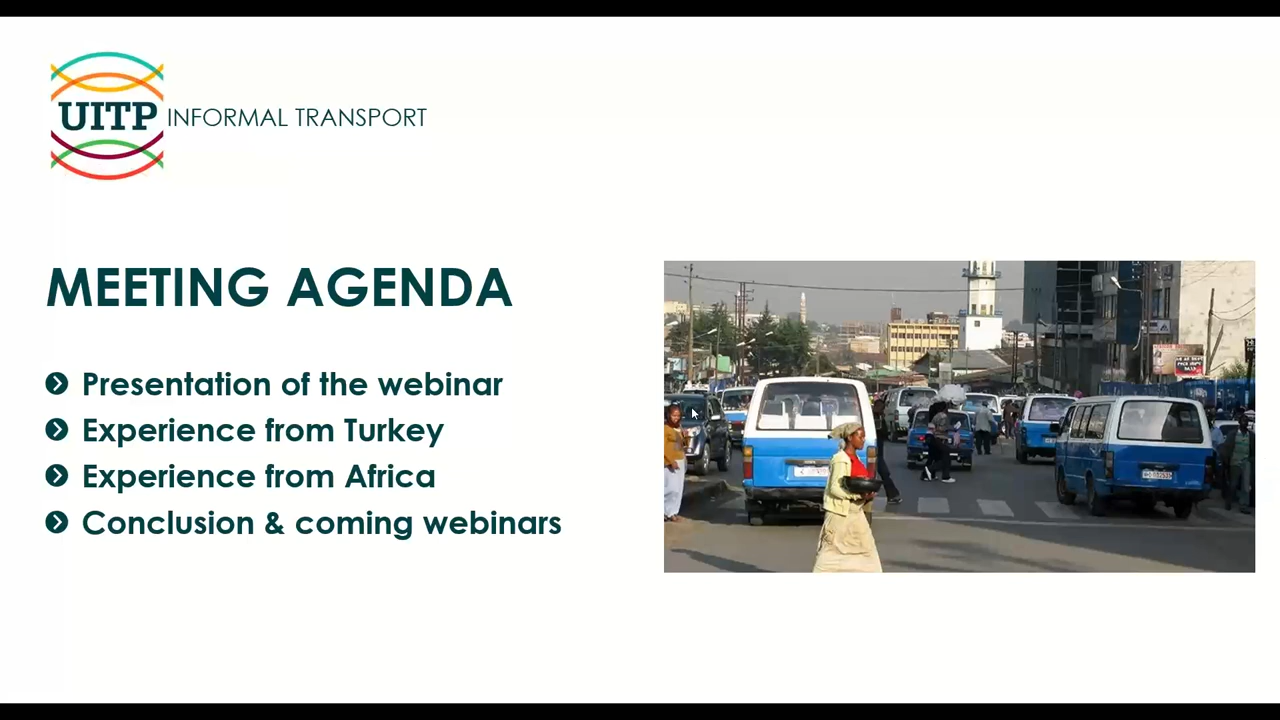 UITP INFORMAL TRANSPORT
MEETING AGENDA
Presentation of the webinar
Experience from Turkey
Experience from Africa
Conclusion & coming webinars